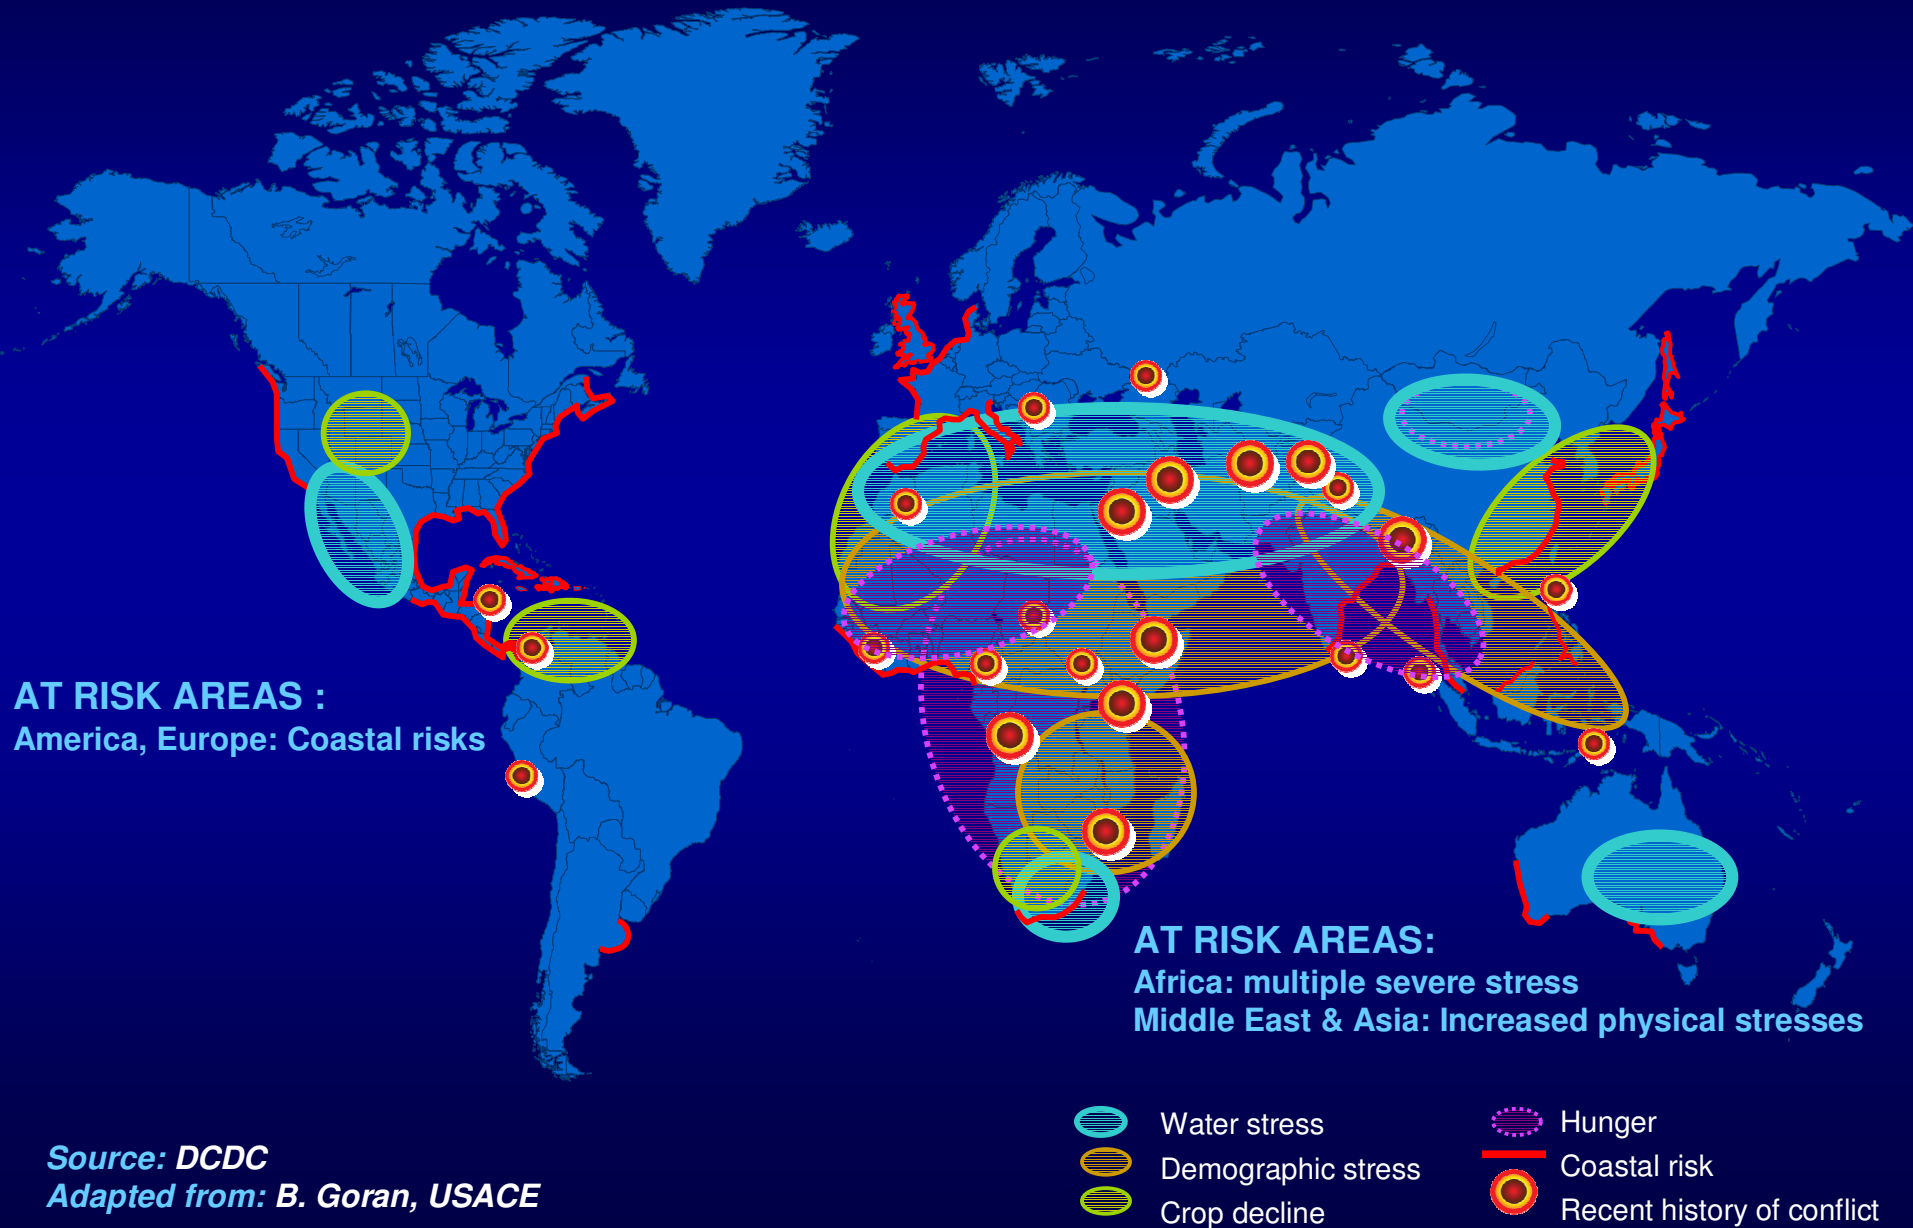 AT RISK AREAS :
America, Europe: Coastal risks
AT RISK AREAS:
Africa: multiple severe stress
Middle East & Asia: Increased physical stresses
Water stress
Demographic stress
Crop decline
Hunger
Coastal risk
Recent history of conflict
Source: DCDC
Adapted from: B. Goran, USACE